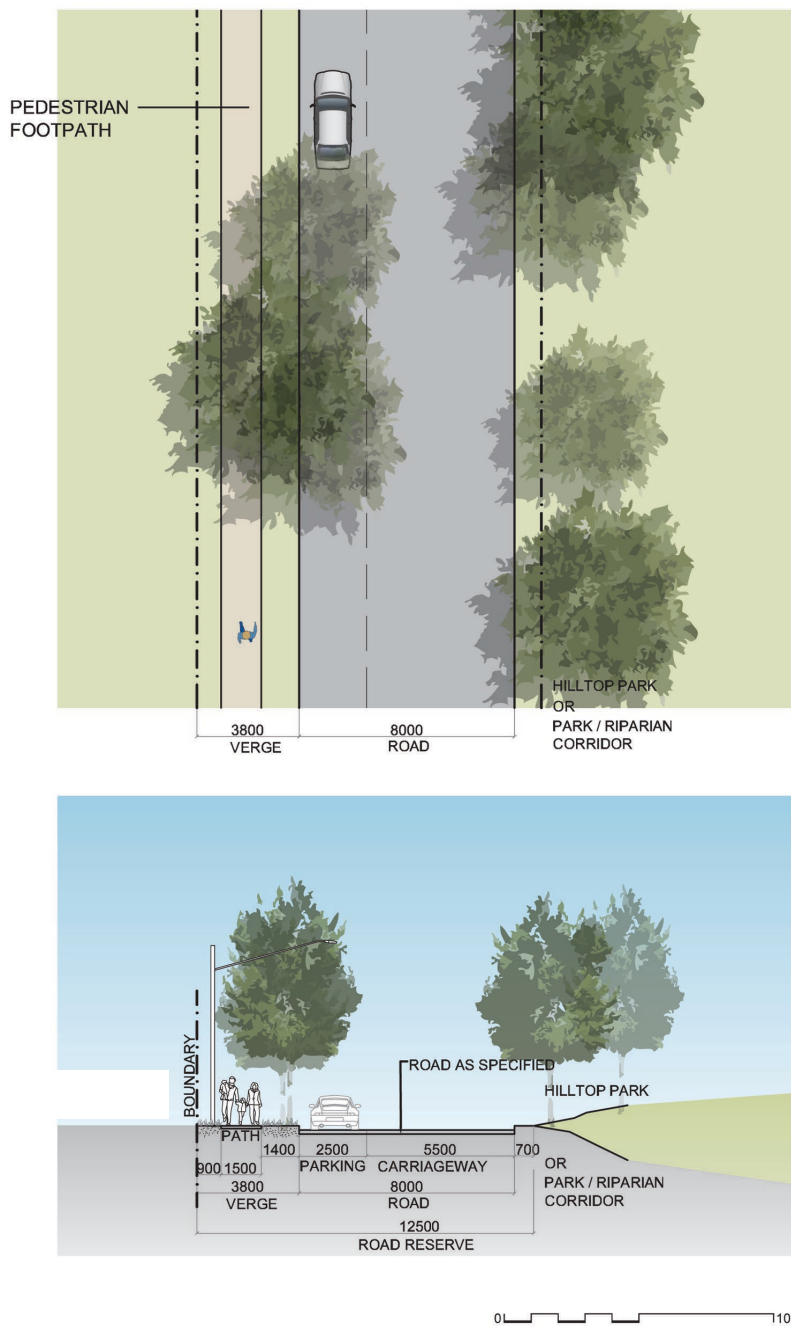 PEDESTRIAN
FOOTPATH
HILLTOP PARK
OR
PARK / RIPARIAN
CORRIDOR
3800
VERGE
8000
ROAD
BOUNDARY
ROAD AS SPECIFIED
HILLTOP PARK
PATH
1400
2500
5500
700
PARKING
CARRIAGEWAY
900
1500
OR
PARK / RIPARIAN
CORRIDOR
3800
8000
VERGE
ROAD
12500
ROAD RESERVE
0
10